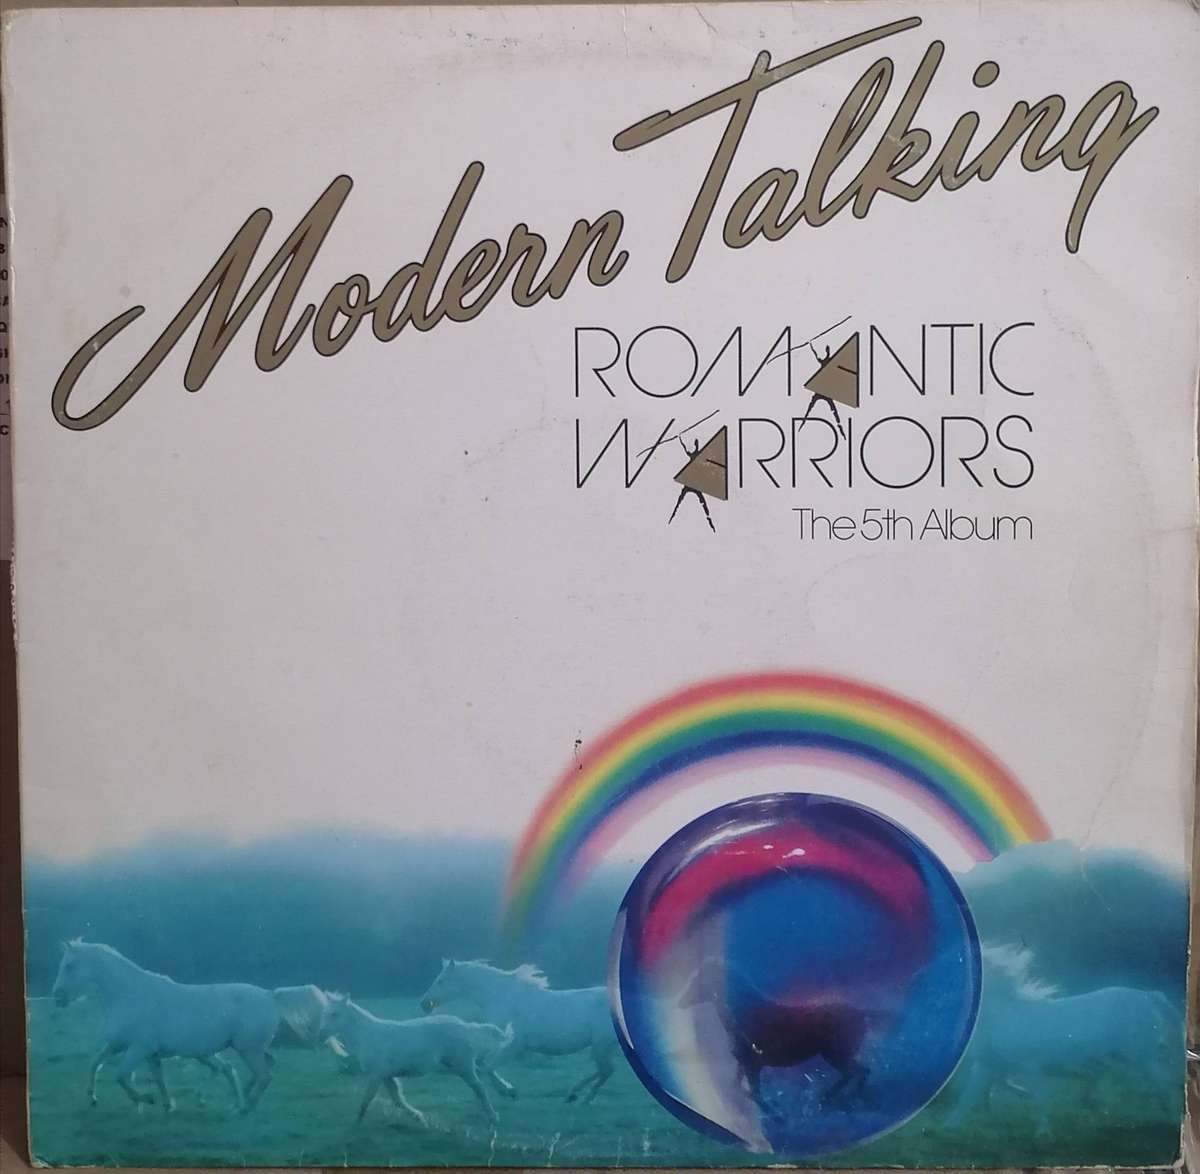 Modern Talking
ROMANTIC
WARRIORS
The 5th Album